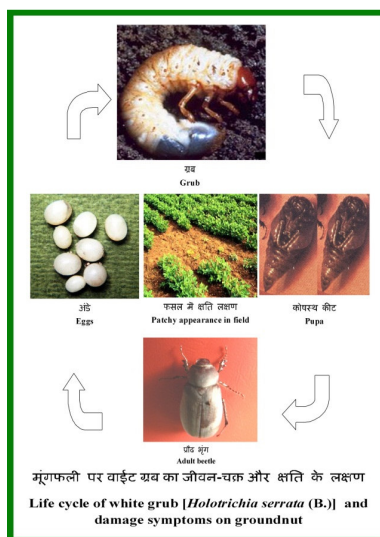 ग्रब
Grub
अंडे
Eggs
फसल में क्षति लक्षण
Patchy appearance in field
कोषस्थ कीट
Pupa
प्रौढ भृंग
Adult beetle
मूंगफली पर वाईट ग्रब का जीवन-चक्र और क्षति के लक्षण
Life cycle of white grub [Holotrichia serrata (B.)] and
damage symptoms on groundnut